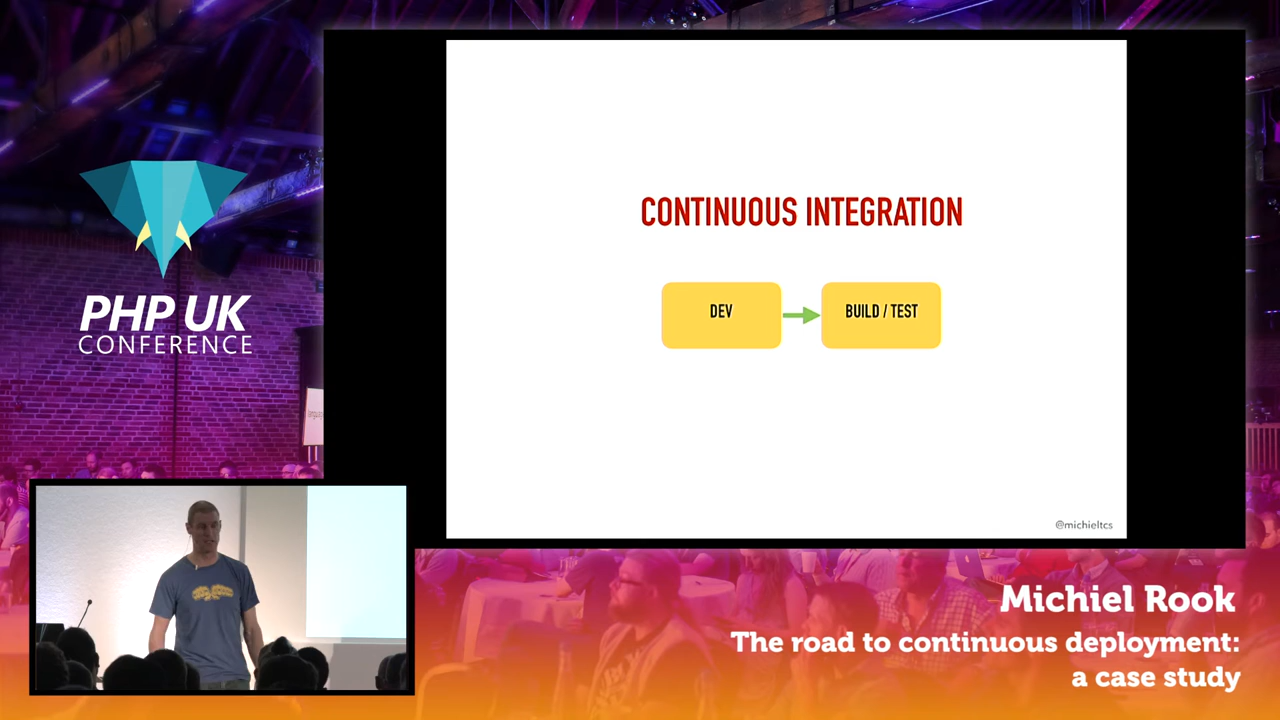 PHP UK
CONFERENCE
CONTINUOUS INTEGRATION
DEV
BUILD / TEST
@michieltcs
Michiel Rook
The road to continuous deployment:
a case study